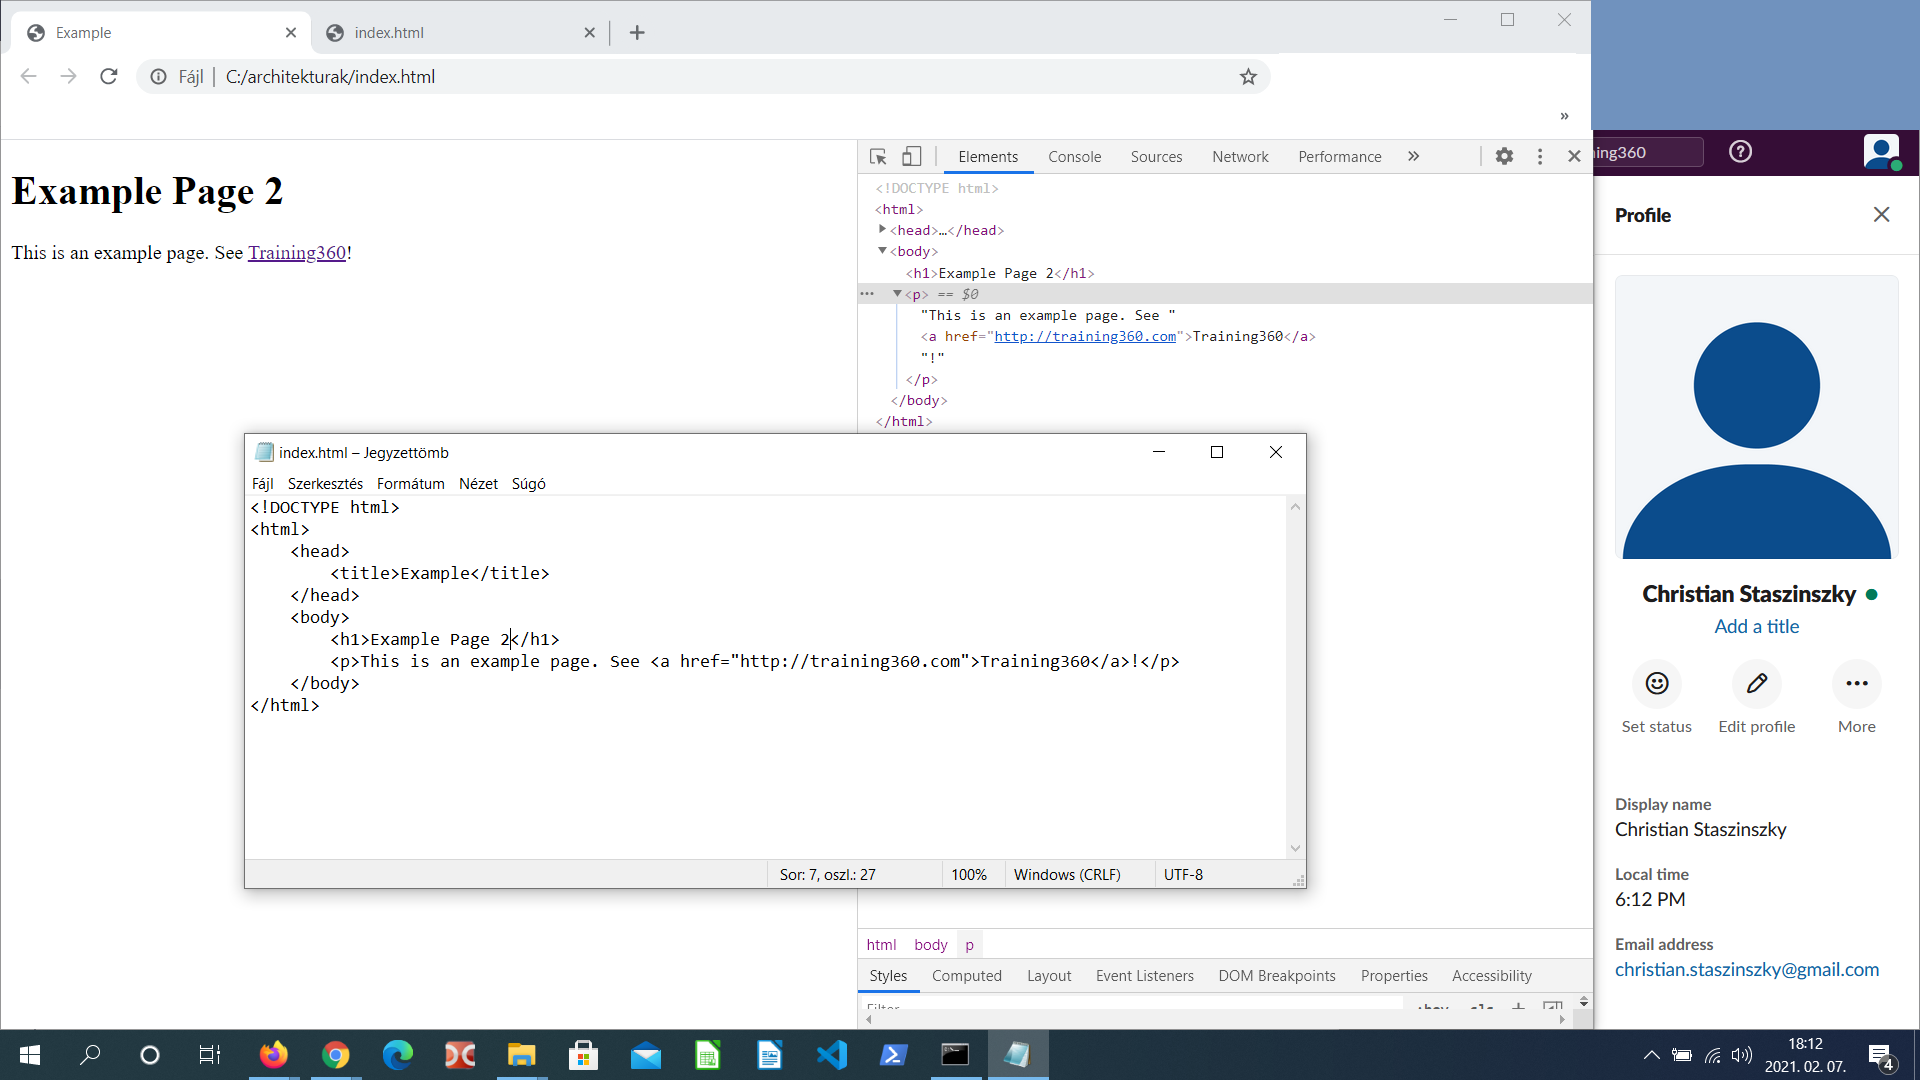 Example
index.html
Fájl
C:/architekturak/index.html
»
Example Page 2
This is an example page. See Training360!
Elements Console Sources Network Performance »
<!DOCTYPE html>
<html>
<head>…</head>
<body>
<h1>Example Page 2</h1>
<p> == $0
"This is an example page. See "
<a href="http://training360.com">Training360</a>
"!"
</p>
</body>
</html>
index.html – Jegyzettömb
Fájl Szerkesztés Formátum Nézet Súgó
<!DOCTYPE html>
<html>
<head>
<title>Example</title>
</head>
<body>
<h1>Example Page 2</h1>
<p>This is an example page. See <a href="http://training360.com">Training360</a>!</p>
</body>
</html>
Sor: 7, oszl.: 27 100% Windows (CRLF) UTF-8
html body p
Styles Computed Layout Event Listeners DOM Breakpoints Properties Accessibility
Filter :hov .cls +
ing360
Profile
Christian Staszinszky
Add a title
Set status Edit profile More
Display name
Christian Staszinszky
Local time
6:12 PM
Email address
christian.staszinszky@gmail.com
18:12
2021. 02. 07.
4